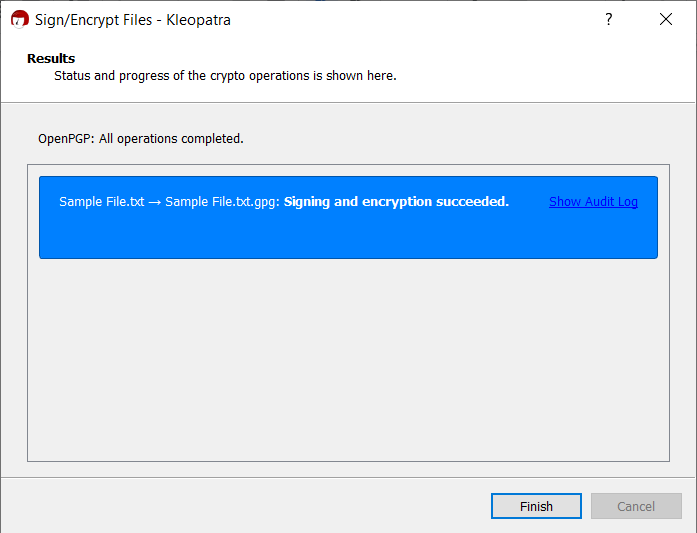 Sign/Encrypt Files - Kleopatra
?
Results
Status and progress of the crypto operations is shown here.
OpenPGP: All operations completed.
Sample File.txt → Sample File.txt.gpg: Signing and encryption succeeded. Show Audit Log
Finish Cancel